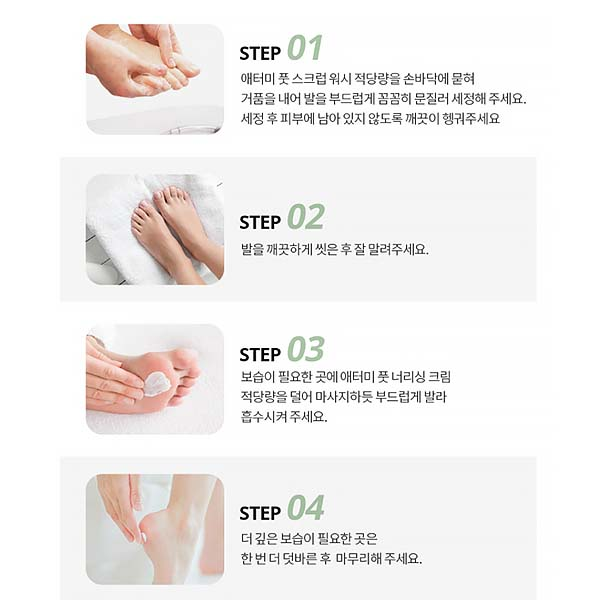 STEP 01
애터미 풋 스크럽 워시 적당량을 손바닥에 묻혀
거품을 내어 발을 부드럽게 꼼꼼히 문질러 세정해 주세요.
세정 후 피부에 남아 있지 않도록 깨끗이 헹궈주세요
STEP 02
발을 깨끗하게 씻은 후 잘 말려주세요.
STEP 03
보습이 필요한 곳에 애터미 풋 너리싱 크림
적당량을 덜어 마사지하듯 부드럽게 발라
흡수시켜 주세요.
STEP 04
더 깊은 보습이 필요한 곳은
한 번 더 덧바른 후 마무리해 주세요.